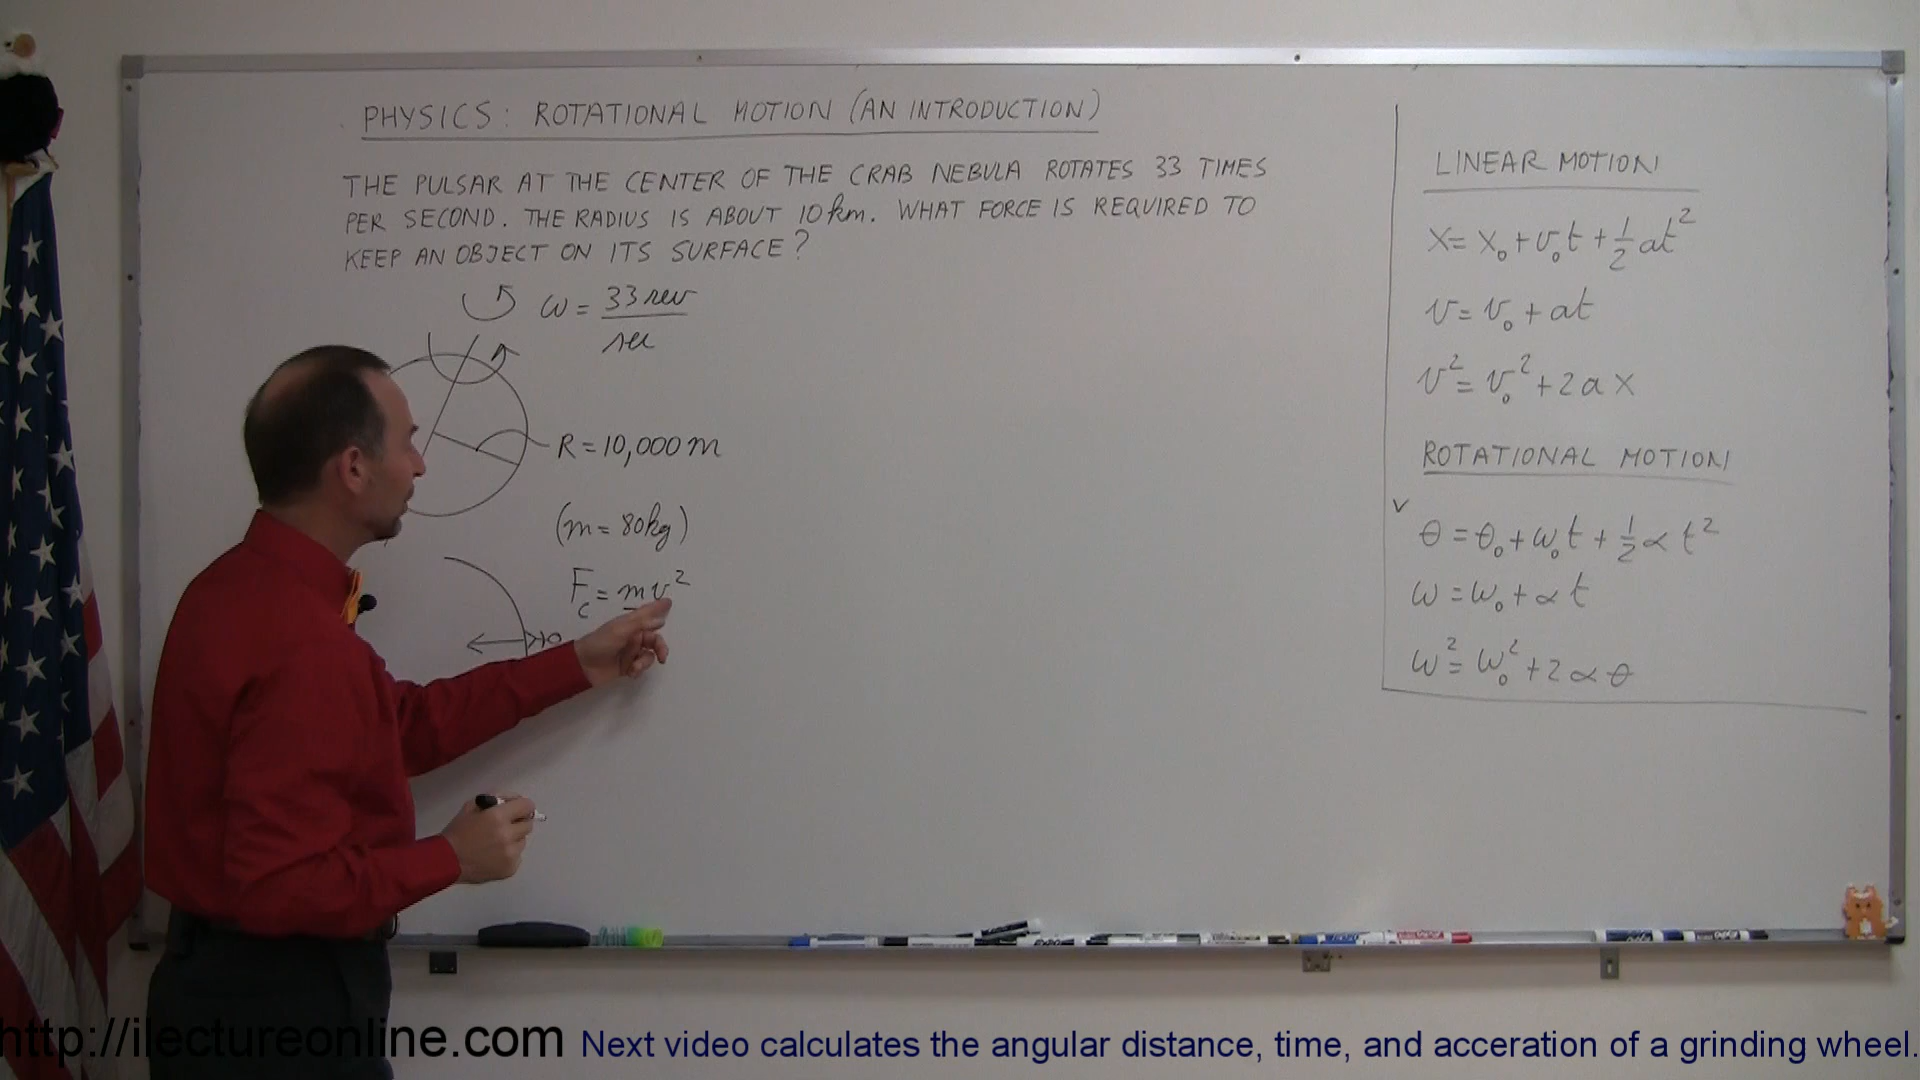 PHYSICS: ROTATIONAL MOTION (AN INTRODUCTION)
THE PULSAR AT THE CENTER OF THE CRAB NEBULA ROTATES 33 TIMES
PER SECOND. THE RADIUS IS ABOUT 10 km. WHAT FORCE IS REQUIRED TO
KEEP AN OBJECT ON ITS SURFACE?
ω = 33 rev / sec
R = 10,000 m
(m = 80 kg)
F_c = mv²
LINEAR MOTION
x = x₀ + v₀t + ½at²
v = v₀ + at
v² = v₀² + 2ax
ROTATIONAL MOTION
θ = θ₀ + ω₀t + ½αt²
ω = ω₀ + αt
ω² = ω₀² + 2αθ
http://ilectureonline.com Next video calculates the angular distance, time, and acceration of a grinding wheel.